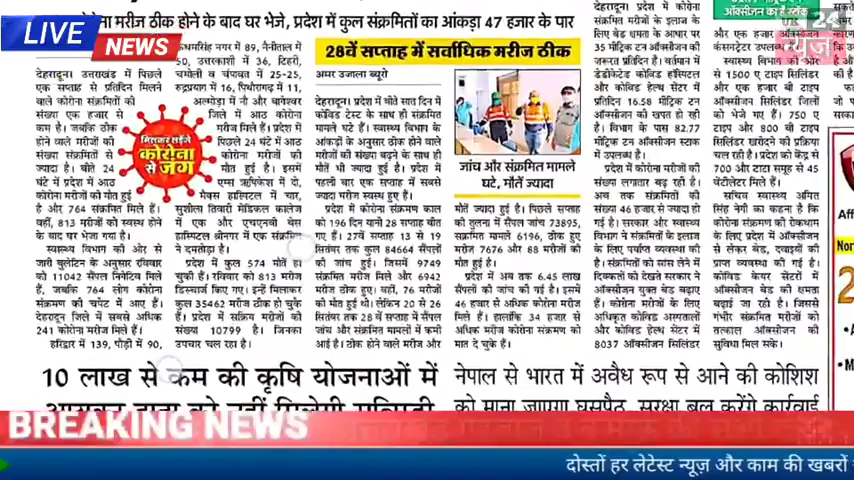 LIVE
NEWS
24
न्यूज
कोरोना मरीज ठीक होने के बाद घर भेजे, प्रदेश में कुल संक्रमितों का आंकड़ा 47 हजार के पार
देहरादून। उत्तराखंड में पिछले
एक सप्ताह से प्रतिदिन मिलने
वाले कोरोना संक्रमितों की
संख्या एक हजार से
कम है। जबकि ठीक
होने वाले मरीजों की
संख्या संक्रमितों से
ज्यादा है। बीते 24
घंटे में प्रदेश में आठ
कोरोना मरीजों की मौत हुई
है और 764 संक्रमित मिले हैं।
वहीं, 813 मरीजों को स्वस्थ होने
के बाद घर भेजा गया है।
स्वास्थ्य विभाग की ओर से
जारी बुलेटिन के अनुसार रविवार
को 11042 सैंपल निगेटिव मिले
हैं, जबकि 764 लोग कोरोना
संक्रमण की चपेट में आए हैं।
देहरादून जिले में सबसे अधिक
241 कोरोना मरीज मिले हैं।
हरिद्वार में 139, पौड़ी में 90,
मिलकर लड़ेंगे
कोरोना
से जंग
ऊधमसिंह नगर में 89, नैनीताल में
50, उत्तरकाशी में 36, टिहरी,
चमोली व चंपावत में 25-25,
रुद्रप्रयाग में 16, पिथौरागढ़ में 11,
अल्मोड़ा में नौ और बागेश्वर
जिले में आठ कोरोना
मरीज मिले हैं। प्रदेश में
पिछले 24 घंटे में आठ
कोरोना मरीजों की
मौत हुई है। इसमें
एम्स ऋषिकेश में दो,
मैक्स हास्पिटल में चार,
सुशीला तिवारी मेडिकल कालेज
में एक और एचएनबी बेस
हास्पिटल श्रीनगर में एक संक्रमित
ने दमतोड़ा है।
प्रदेश में कुल 574 मौतें हो
चुकी हैं। रविवार को 813 मरीज
डिस्चार्ज किए गए। इन्हें मिलाकर
कुल 35462 मरीज ठीक हो चुके
हैं। प्रदेश में सक्रिय मरीजों की
संख्या 10799 है। जिनका
उपचार चल रहा है।
28वें सप्ताह में सर्वाधिक मरीज ठीक
अमर उजाला ब्यूरो
देहरादून। प्रदेश में बीते सात दिन में
कोविड टेस्ट के साथ ही संक्रमित
मामले घटे हैं। स्वास्थ्य विभाग के
आंकड़ों के अनुसार ठीक होने वाले
मरीजों की संख्या बढ़ने के साथ ही
मौतें भी ज्यादा हुई है। प्रदेश में
पहली बार एक सप्ताह में सबसे
ज्यादा मरीज स्वस्थ हुए हैं।
प्रदेश में कोरोना संक्रमण काल
को 196 दिन यानी 28 सप्ताह बीत
गए। 27वें सप्ताह 13 से 19
सितंबर तक कुल 84664 सैंपलों
की जांच हुई। जिसमें 9749
संक्रमित मरीज मिले और 6942
मरीज ठीक हुए। वहीं, 76 मरीजों
की मौत हुई थी। लेकिन 20 से 26
सितंबर तक 28 वें सप्ताह में सैंपल
जांच और संक्रमित मामलों में कमी
आई है। ठीक होने वाले मरीज और
जांच और संक्रमित मामले
घटे, मौतें ज्यादा
मौतें ज्यादा हुई है। पिछले सप्ताह
की तुलना में सैंपल जांच 73895,
संक्रमित मामले 6196, ठीक हुए
मरीज 7676 और 88 मरीजों की
मौत हुई है।
प्रदेश में अब तक 6.45 लाख
सैंपलों की जांच की गई है। इसमें
46 हजार से अधिक कोरोना मरीज
मिले हैं। हालांकि 34 हजार से
अधिक मरीज कोरोना संक्रमण को
मात दे चुके हैं।
देहरादून। प्रदेश में कोरोना
संक्रमित मरीजों के इलाज के
लिए बेड क्षमता के आधार पर
35 मीट्रिक टन ऑक्सीजन की
जरूरत प्रतिदिन है। वर्तमान में
डेडीकेटेड कोविड हॉस्पिटल
और कोविड हेल्थ सेंटर में
प्रतिदिन 16.58 मीट्रिक टन
ऑक्सीजन की खपत हो रही
है। विभाग के पास 82.77
मीट्रिक टन ऑक्सीजन स्टाक
में उपलब्ध है।
प्रदेश में कोरोना मरीजों की
संख्या लगातार बढ़ रही है।
अब तक संक्रमितों की
संख्या 46 हजार से ज्यादा हो
गई है। सरकार और स्वास्थ्य
विभाग ने संक्रमितों के इलाज
के लिए पर्याप्त व्यवस्था की
है। संक्रमितों को सांस लेने में
दिक्कतों को देखते सरकार ने
ऑक्सीजन युक्त बेड बढ़ाए
हैं। कोरोना मरीजों के लिए
अधिकृत कोविड अस्पतालों
और कोविड हेल्थ सेंटर में
8037 ऑक्सीजन सिलिंडर
ऑक्सीजन का है स्टॉक
और एक हजार ऑक्सीजन
कंसनट्रेटर उपलब्ध
स्वास्थ्य विभाग की ओर
से 1500 ए टाइप सिलिंडर
और एक हजार बी टाइप
ऑक्सीजन सिलिंडर जिलों
को भेजे गए हैं। 750 ए
टाइप और 800 बी टाइप
सिलिंडर खरीदने की प्रक्रिया
चल रही है। प्रदेश को केंद्र से
700 और टाटा समूह से 45
वेंटीलेटर मिले हैं।
सचिव स्वास्थ्य अमित
सिंह नेगी का कहना है कि
कोरोना संक्रमण की रोकथाम
के लिए प्रदेश में ऑक्सीजन
से लेकर बेड, दवाइयों की
प्राप्त व्यवस्था की गई है।
कोविड केयर सेंटरों में
ऑक्सीजन बेड की क्षमता
बढ़ाई जा रही है। जिससे
गंभीर संक्रमित मरीजों को
तत्काल ऑक्सीजन की
सुविधा मिल सके।
10 लाख से कम की कृषि योजनाओं में
नेपाल से भारत में अवैध रूप से आने की कोशिश
को माना जाएगा घुसपैठ, सुरक्षा बल करेंगे कार्रवाई
BREAKING NEWS
दोस्तों हर लेटेस्ट न्यूज़ और काम की खबरों